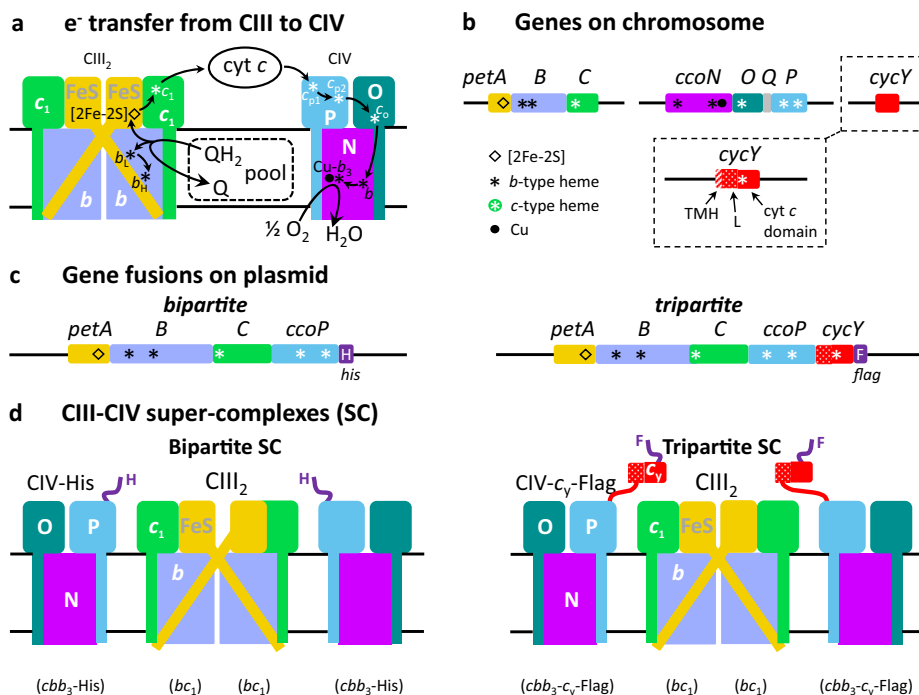 a e⁻ transfer from CIII to CIV
CIII₂
CIV
cyt c
c₁
FeS
FeS
c₁
c₁
[2Fe-2S]
c_p1
c_p2
P
O
c_o
b_L
b_H
b
b
QH₂
Q
pool
N
Cu-b₃
b
½ O₂
H₂O
b Genes on chromosome
petA B C
ccoN O Q P
cycY
[2Fe-2S]
b-type heme
c-type heme
Cu
cycY
TMH
L
cyt c
domain
c Gene fusions on plasmid
bipartite
petA B C ccoP
H
his
tripartite
petA B C ccoP cycY
F
flag
d CIII-CIV super-complexes (SC)
Bipartite SC
CIV-His
H
CIII₂
H
O
P
c₁
FeS
b
N
(cbb₃-His)
(bc₁)
(bc₁)
(cbb₃-His)
Tripartite SC
F
F
c_y
CIV-c_y-Flag
CIII₂
O
P
c₁
FeS
b
N
(cbb₃-c_y-Flag)
(bc₁)
(bc₁)
(cbb₃-c_y-Flag)